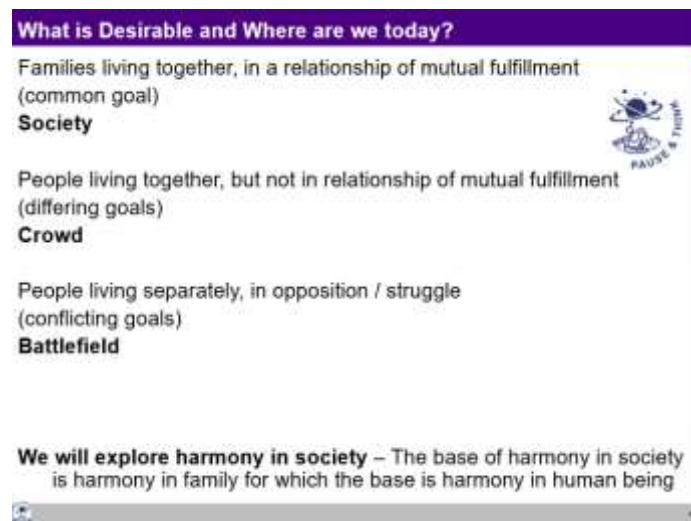 What is Desirable and Where are we today?
Families living together, in a relationship of mutual fulfillment
(common goal)
Society
PAUSE & THINK
People living together, but not in relationship of mutual fulfillment
(differing goals)
Crowd
People living separately, in opposition / struggle
(conflicting goals)
Battlefield
We will explore harmony in society – The base of harmony in society
is harmony in family for which the base is harmony in human being